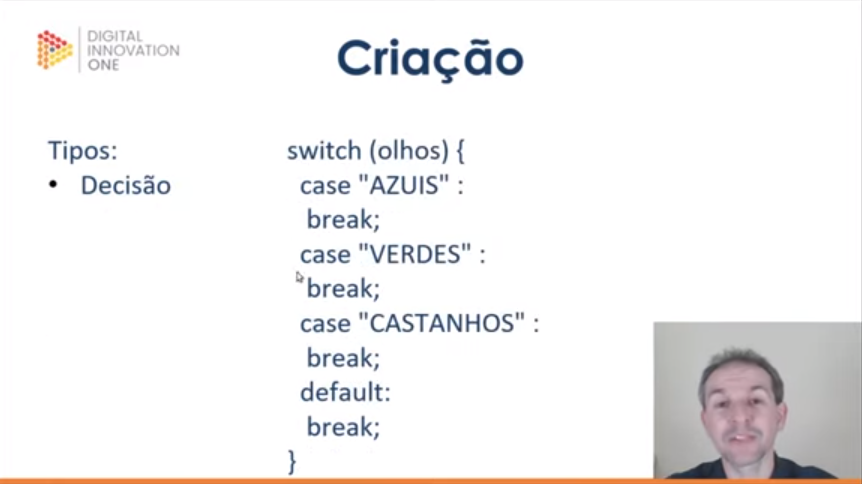 DIGITAL
INNOVATION
ONE
Criação
Tipos:
• Decisão
switch (olhos) {
case "AZUIS" :
break;
case "VERDES" :
break;
case "CASTANHOS" :
break;
default:
break;
}